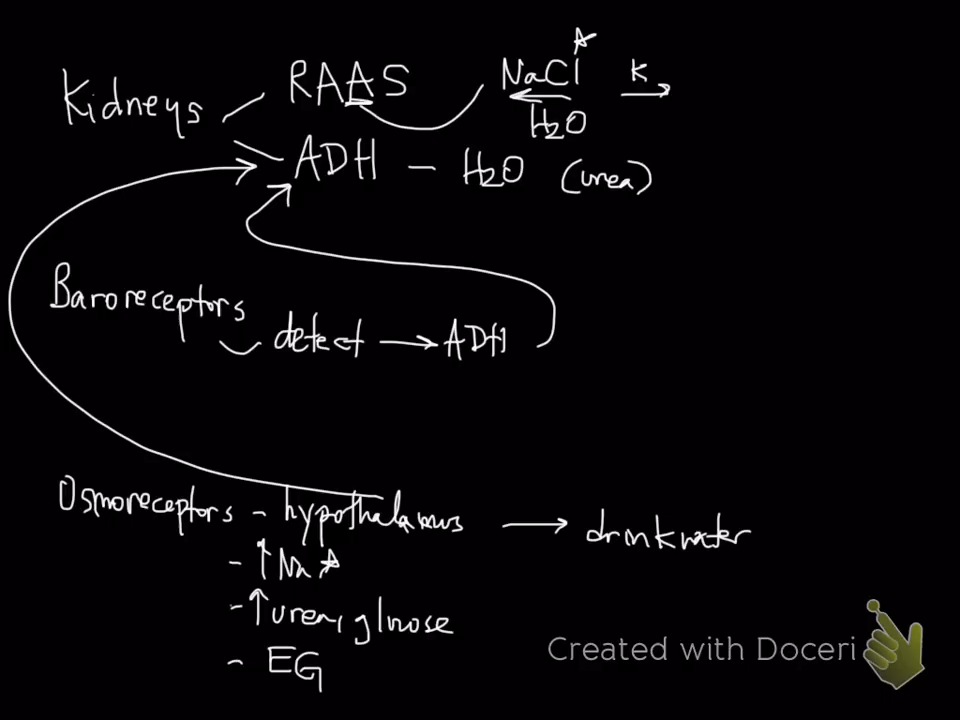 Kidneys
RAAS
NaCl K
H2O
ADH - H2O (urea)
Baroreceptors
detect → ADH
Osmoreceptors - hypothalamus → drink water
- ↑ Na
- ↑ urea, glucose
- EG
Created with Doceri